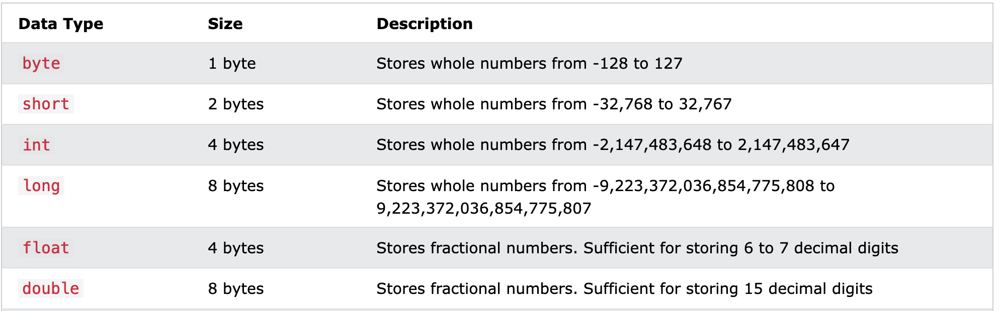 Data Type Size Description
byte 1 byte Stores whole numbers from -128 to 127
short 2 bytes Stores whole numbers from -32,768 to 32,767
int 4 bytes Stores whole numbers from -2,147,483,648 to 2,147,483,647
long 8 bytes Stores whole numbers from -9,223,372,036,854,775,808 to
9,223,372,036,854,775,807
float 4 bytes Stores fractional numbers. Sufficient for storing 6 to 7 decimal digits
double 8 bytes Stores fractional numbers. Sufficient for storing 15 decimal digits